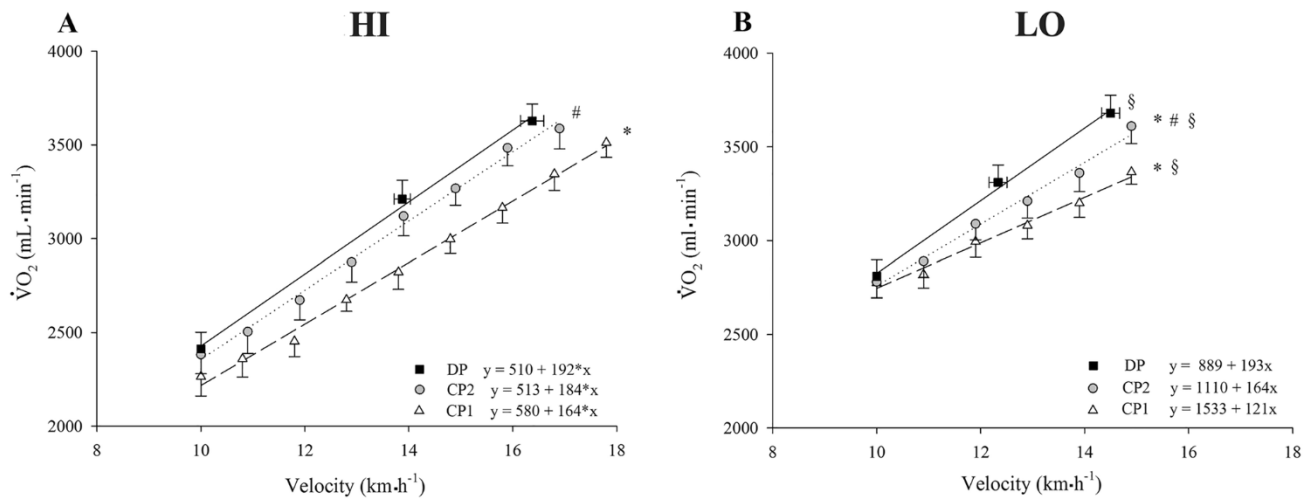 A
HI
4000
3500
3000
2500
2000
V̇O₂ (mL·min⁻¹)
#
*
DP y = 510 + 192*x
CP2 y = 513 + 184*x
CP1 y = 580 + 164*x
8 10 12 14 16 18
Velocity (km·h⁻¹)
B
LO
4000
3500
3000
2500
2000
V̇O₂ (ml·min⁻¹)
§
* # §
* §
DP y = 889 + 193x
CP2 y = 1110 + 164x
CP1 y = 1533 + 121x
8 10 12 14 16 18
Velocity (km·h⁻¹)